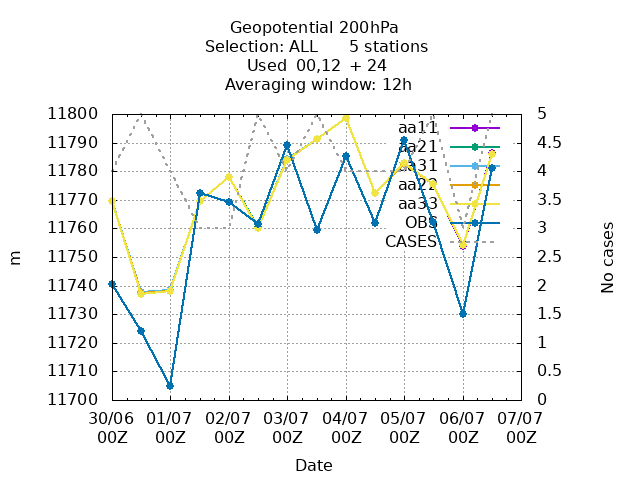 Geopotential 200hPa
Selection: ALL 5 stations
Used 00,12 + 24
Averaging window: 12h
11800
11790
11780
11770
11760
11750
11740
11730
11720
11710
11700
5
4.5
4
3.5
3
2.5
2
1.5
1
0.5
0
m
No cases
aa11
aa21
aa31
aa22
aa33
OBS
CASES
30/06 01/07 02/07 03/07 04/07 05/07 06/07 07/07
00Z 00Z 00Z 00Z 00Z 00Z 00Z 00Z
Date